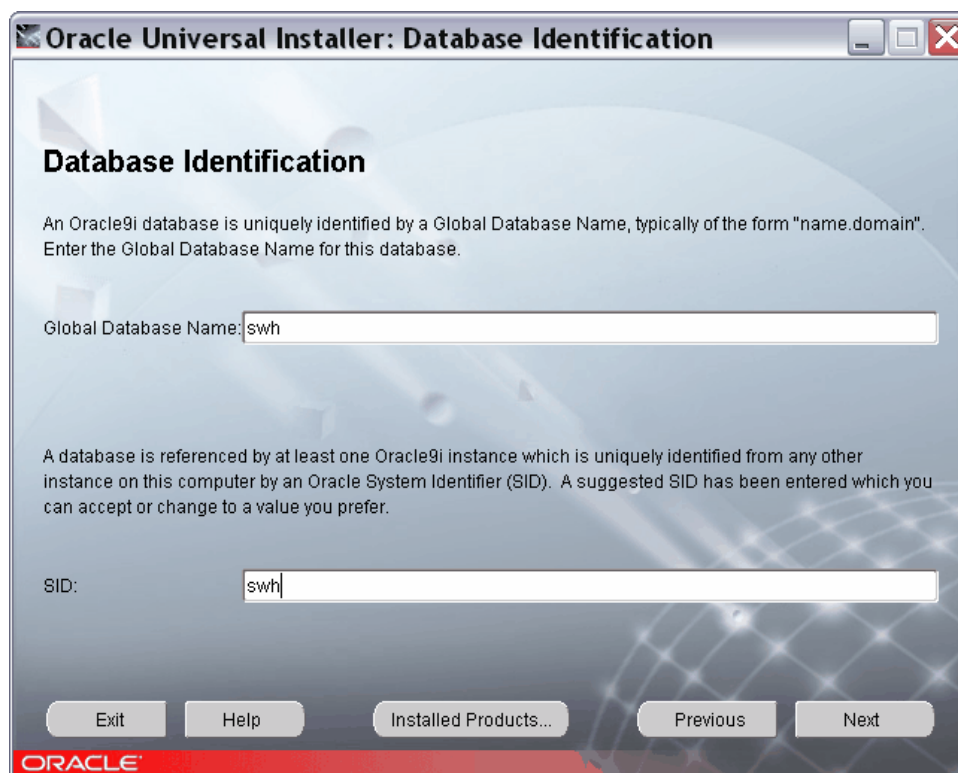 Oracle Universal Installer: Database Identification
Database Identification
An Oracle9i database is uniquely identified by a Global Database Name, typically of the form "name.domain".
Enter the Global Database Name for this database.
Global Database Name: swh
A database is referenced by at least one Oracle9i instance which is uniquely identified from any other
instance on this computer by an Oracle System Identifier (SID). A suggested SID has been entered which you
can accept or change to a value you prefer.
SID: swh
Exit Help Installed Products... Previous Next
ORACLE